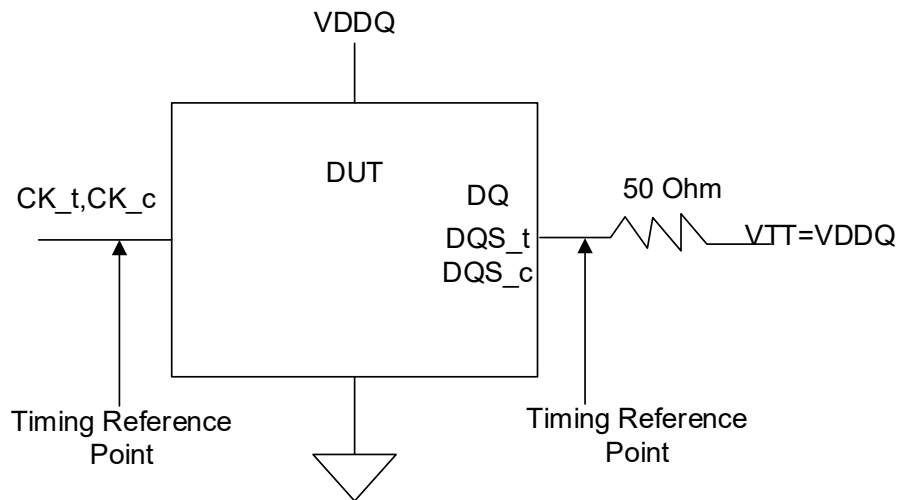 VDDQ
DUT
CK_t,CK_c
DQ
DQS_t
DQS_c
50 Ohm
VTT=VDDQ
Timing Reference
Point
Timing Reference
Point